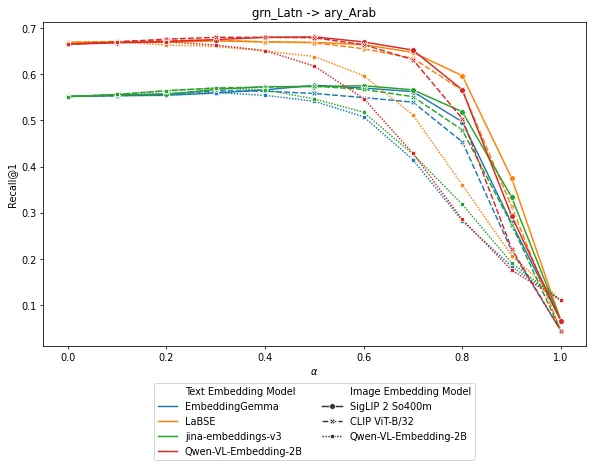 grn_Latn -> ary_Arab
0.7
0.6
0.5
0.4
0.3
0.2
0.1
Recall@1
0.0 0.2 0.4 0.6 0.8 1.0
α
Text Embedding Model Image Embedding Model
EmbeddingGemma SigLIP 2 So400m
LaBSE CLIP ViT-B/32
jina-embeddings-v3 Qwen-VL-Embedding-2B
Qwen-VL-Embedding-2B